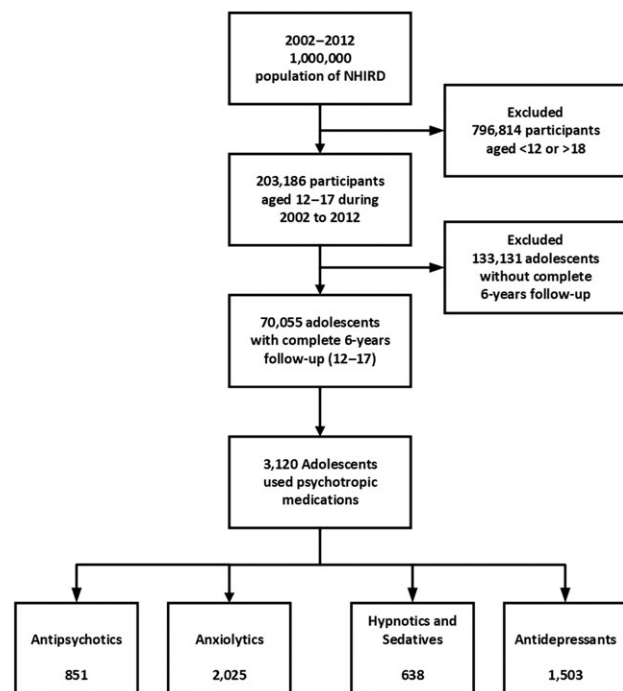 2002–2012
1,000,000
population of NHIRD
Excluded
796,814 participants
aged <12 or >18
203,186 participants
aged 12–17 during
2002 to 2012
Excluded
133,131 adolescents
without complete
6-years follow-up
70,055 adolescents
with complete 6-years
follow-up (12–17)
3,120 Adolescents
used psychotropic
medications
Antipsychotics
851
Anxiolytics
2,025
Hypnotics and
Sedatives
638
Antidepressants
1,503